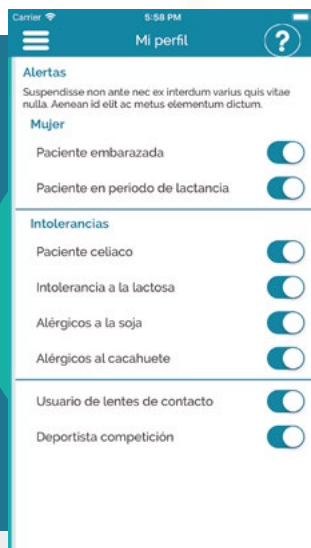 Carrier 5:58 PM
Mi perfil ?
Alertas
Suspendisse non ante nec ex interdum varius quis vitae
nulla. Aenean id elit ac metus elementum dictum.
Mujer
Paciente embarazada
Paciente en periodo de lactancia
Intolerancias
Paciente celiaco
Intolerancia a la lactosa
Alérgicos a la soja
Alérgicos al cacahuete
Usuario de lentes de contacto
Deportista competición